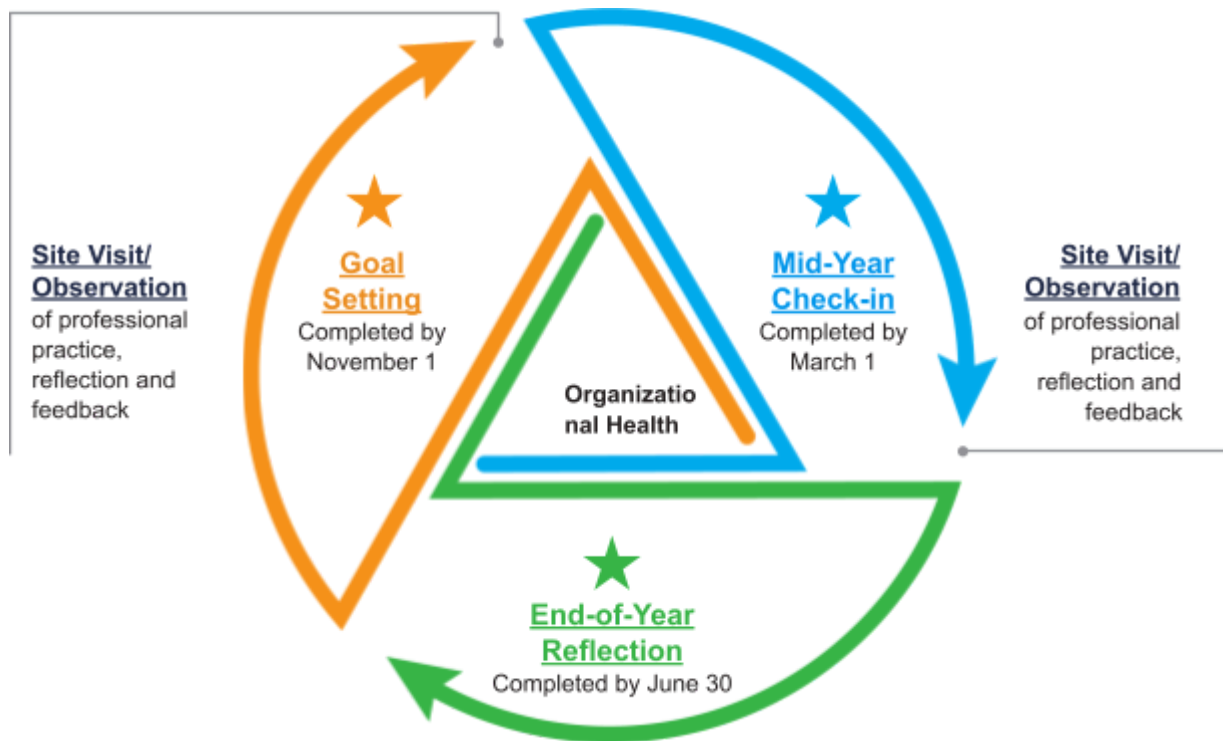 Site Visit/
Observation
of professional
practice,
reflection and
feedback
Goal
Setting
Completed by
November 1
Mid-Year
Check-in
Completed by
March 1
Site Visit/
Observation
of professional
practice,
reflection and
feedback
Organizatio
nal Health
End-of-Year
Reflection
Completed by June 30